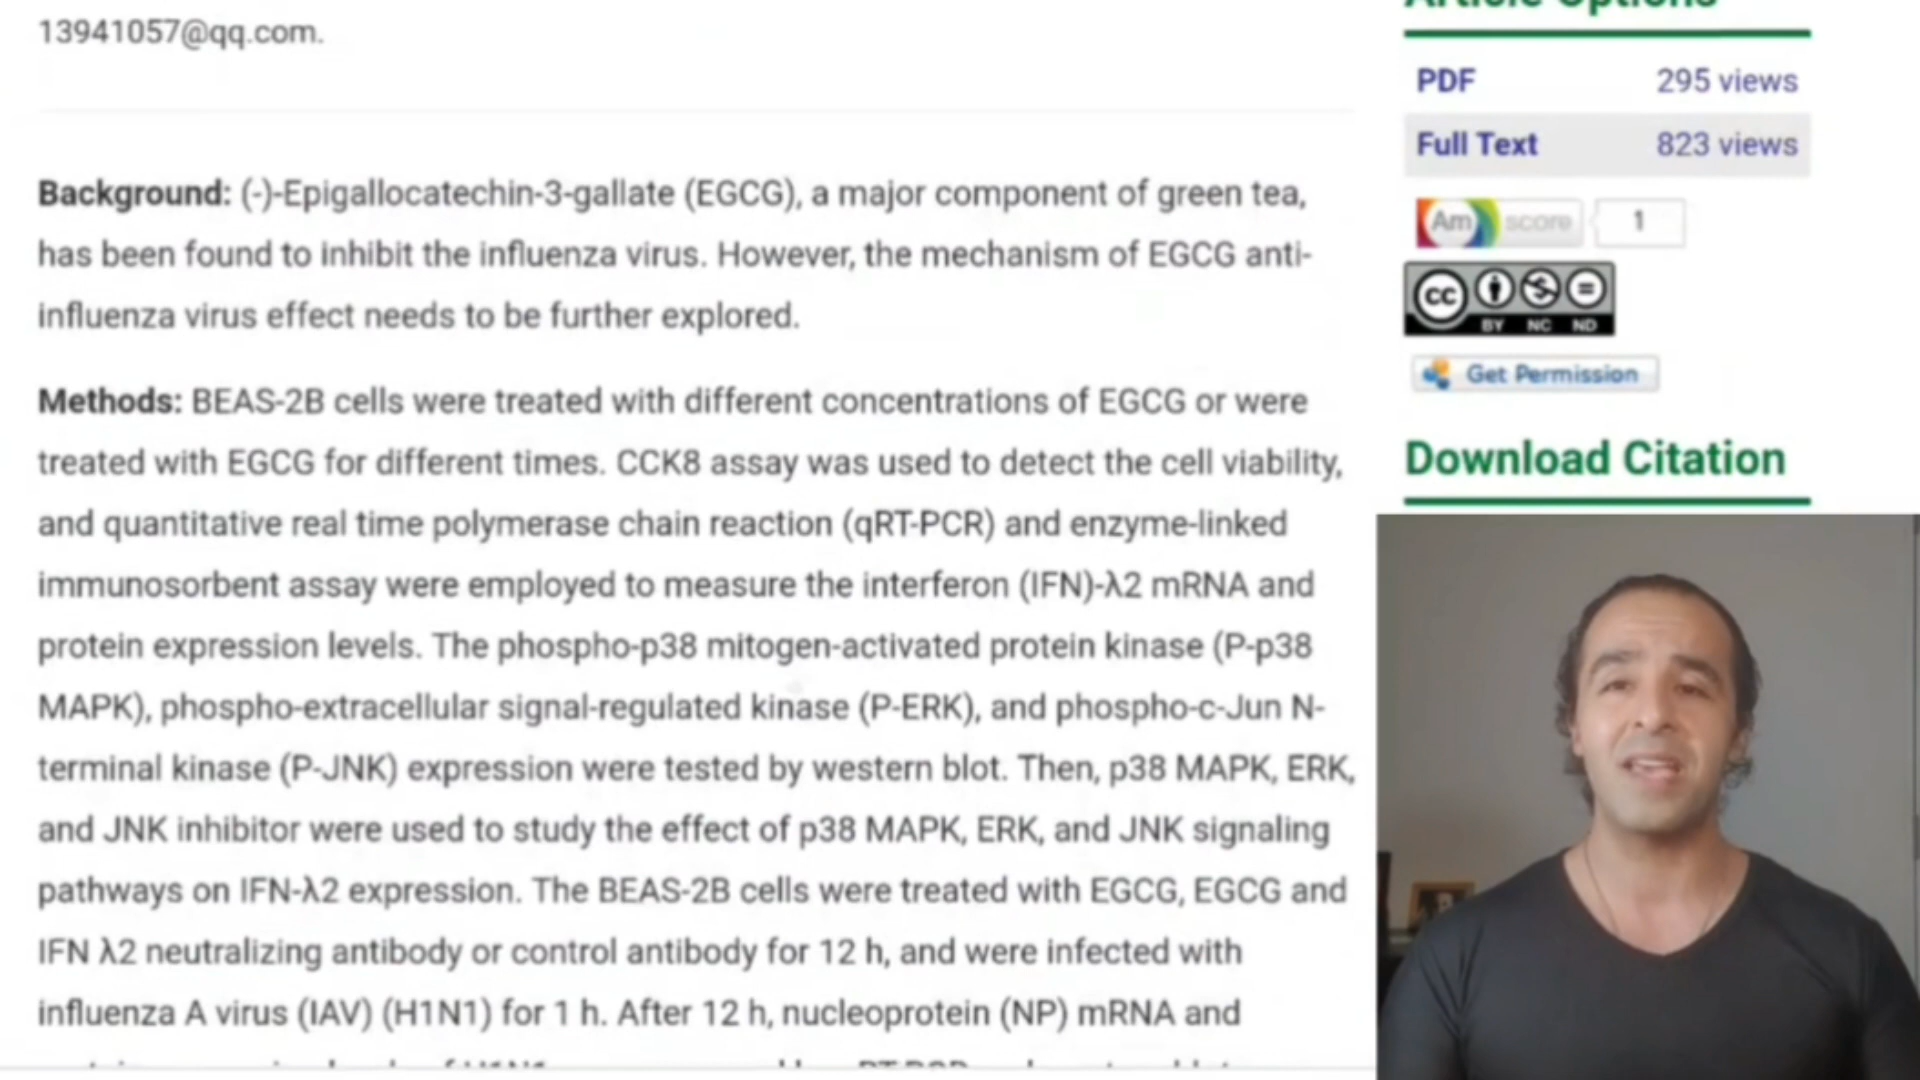 13941057@qq.com.
Background: (-)-Epigallocatechin-3-gallate (EGCG), a major component of green tea,
has been found to inhibit the influenza virus. However, the mechanism of EGCG anti-
influenza virus effect needs to be further explored.
Methods: BEAS-2B cells were treated with different concentrations of EGCG or were
treated with EGCG for different times. CCK8 assay was used to detect the cell viability,
and quantitative real time polymerase chain reaction (qRT-PCR) and enzyme-linked
immunosorbent assay were employed to measure the interferon (IFN)-λ2 mRNA and
protein expression levels. The phospho-p38 mitogen-activated protein kinase (P-p38
MAPK), phospho-extracellular signal-regulated kinase (P-ERK), and phospho-c-Jun N-
terminal kinase (P-JNK) expression were tested by western blot. Then, p38 MAPK, ERK,
and JNK inhibitor were used to study the effect of p38 MAPK, ERK, and JNK signaling
pathways on IFN-λ2 expression. The BEAS-2B cells were treated with EGCG, EGCG and
IFN λ2 neutralizing antibody or control antibody for 12 h, and were infected with
influenza A virus (IAV) (H1N1) for 1 h. After 12 h, nucleoprotein (NP) mRNA and
Article Options
PDF 295 views
Full Text 823 views
Am score 1
cc BY NC ND
Get Permission
Download Citation